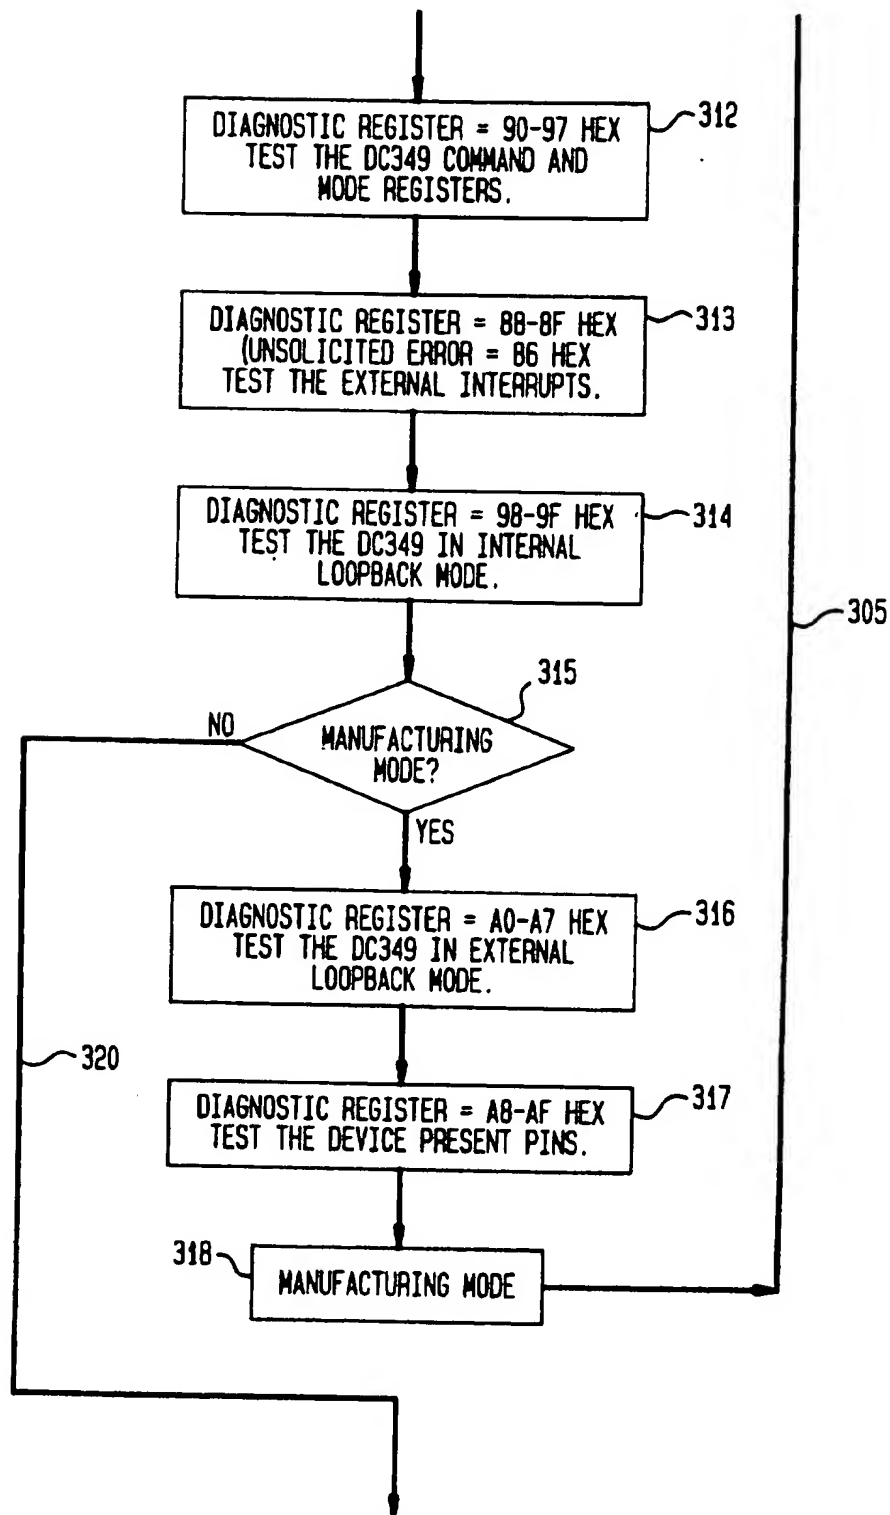 DIAGNOSTIC REGISTER = 90-97 HEX
TEST THE DC349 COMMAND AND
MODE REGISTERS.
312
DIAGNOSTIC REGISTER = 88-8F HEX
(UNSOLICITED ERROR = 86 HEX
TEST THE EXTERNAL INTERRUPTS.
313
DIAGNOSTIC REGISTER = 98-9F HEX
TEST THE DC349 IN INTERNAL
LOOPBACK MODE.
314
305
315
NO
MANUFACTURING
MODE?
YES
DIAGNOSTIC REGISTER = A0-A7 HEX
TEST THE DC349 IN EXTERNAL
LOOPBACK MODE.
316
320
DIAGNOSTIC REGISTER = A8-AF HEX
TEST THE DEVICE PRESENT PINS.
317
318
MANUFACTURING MODE